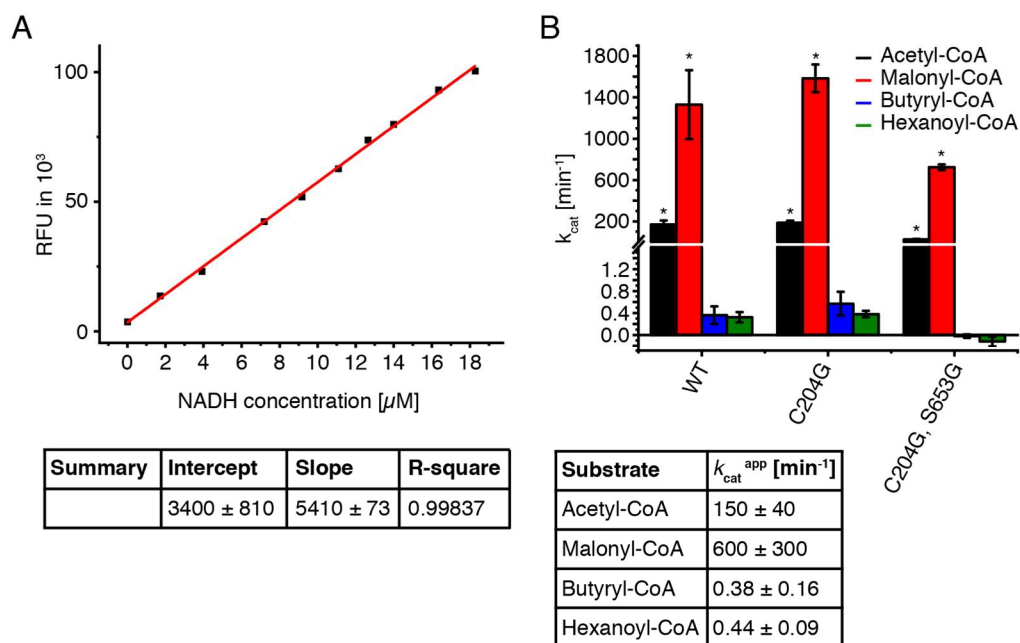 A
RFU in 10³
100
50
0
0 2 4 6 8 10 12 14 16 18
NADH concentration [µM]
Summary Intercept Slope R-square
3400 ± 810 5410 ± 73 0.99837
B
k_cat [min⁻¹]
1800
1400
1000
600
200
1.2
0.8
0.4
0.0
* * * * * *
Acetyl-CoA
Malonyl-CoA
Butyryl-CoA
Hexanoyl-CoA
WT
C204G
C204G, S653G
Substrate k_cat^app [min⁻¹]
Acetyl-CoA 150 ± 40
Malonyl-CoA 600 ± 300
Butyryl-CoA 0.38 ± 0.16
Hexanoyl-CoA 0.44 ± 0.09